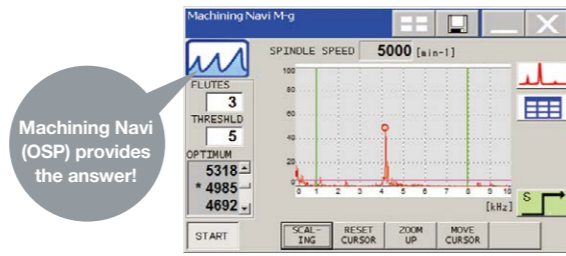 Machining Navi M-g
SPINDLE SPEED 5000 [min-1]
FLUTES
3
THRESHLD
5
OPTIMUM
5318
* 4985
4692
START
100
80
60
40
20
0 1 2 3 4 5 6 7 8 9 10
[kHz]
S
SCAL-
ING
RESET
CURSOR
ZOOM
UP
MOVE
CURSOR
Machining Navi
(OSP) provides
the answer!